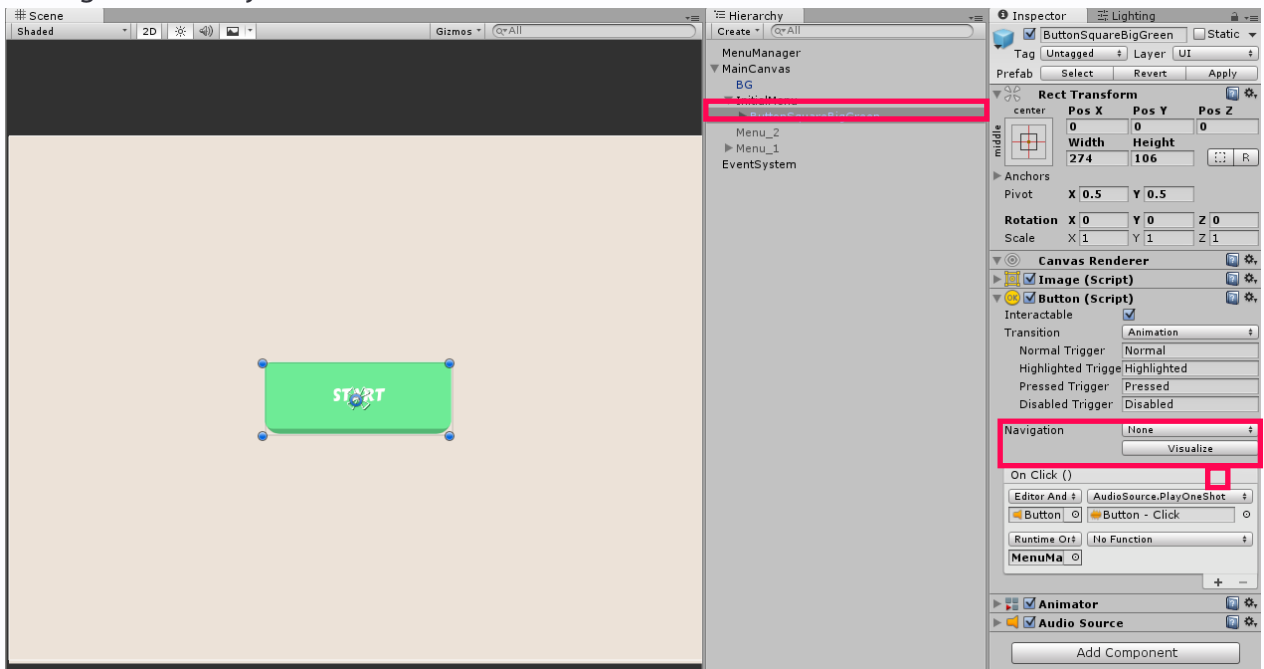 Scene
Shaded 2D Gizmos Q▾All
START
Hierarchy
Create Q▾All
MenuManager
MainCanvas
BG
InitialMenu
ButtonSquareBigGreen
Menu_2
Menu_1
EventSystem
Inspector Lighting
ButtonSquareBigGreen Static
Tag Untagged Layer UI
Prefab Select Revert Apply
Rect Transform
center Pos X Pos Y Pos Z
0 0 0
middle
Width Height
274 106 R
Anchors
Pivot X 0.5 Y 0.5
Rotation X 0 Y 0 Z 0
Scale X 1 Y 1 Z 1
Canvas Renderer
Image (Script)
OK Button (Script)
Interactable
Transition Animation
Normal Trigger Normal
Highlighted Trigge Highlighted
Pressed Trigger Pressed
Disabled Trigger Disabled
Navigation None
Visualize
On Click ()
Editor And AudioSource.PlayOneShot
Button Button - Click
Runtime Or No Function
MenuMa
+ −
Animator
Audio Source
Add Component